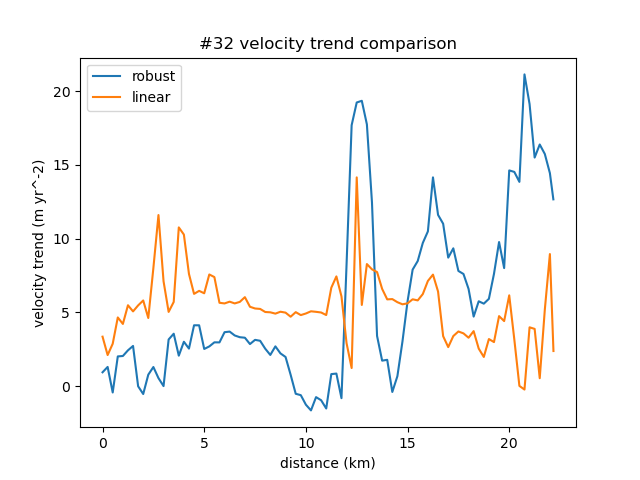 #32 velocity trend comparison
robust
linear
velocity trend (m yr^-2)
20
15
10
5
0
0 5 10 15 20
distance (km)